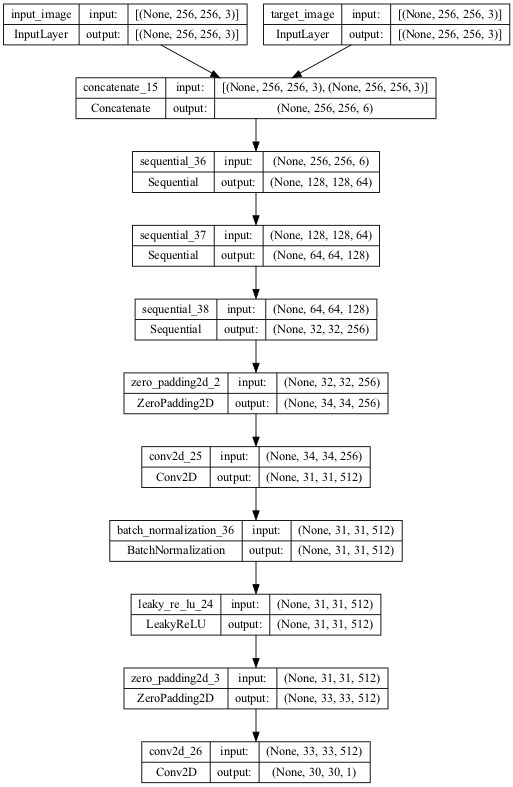 input_image input: [(None, 256, 256, 3)]
InputLayer output: [(None, 256, 256, 3)]
target_image input: [(None, 256, 256, 3)]
InputLayer output: [(None, 256, 256, 3)]
concatenate_15 input: [(None, 256, 256, 3), (None, 256, 256, 3)]
Concatenate output: (None, 256, 256, 6)
sequential_36 input: (None, 256, 256, 6)
Sequential output: (None, 128, 128, 64)
sequential_37 input: (None, 128, 128, 64)
Sequential output: (None, 64, 64, 128)
sequential_38 input: (None, 64, 64, 128)
Sequential output: (None, 32, 32, 256)
zero_padding2d_2 input: (None, 32, 32, 256)
ZeroPadding2D output: (None, 34, 34, 256)
conv2d_25 input: (None, 34, 34, 256)
Conv2D output: (None, 31, 31, 512)
batch_normalization_36 input: (None, 31, 31, 512)
BatchNormalization output: (None, 31, 31, 512)
leaky_re_lu_24 input: (None, 31, 31, 512)
LeakyReLU output: (None, 31, 31, 512)
zero_padding2d_3 input: (None, 31, 31, 512)
ZeroPadding2D output: (None, 33, 33, 512)
conv2d_26 input: (None, 33, 33, 512)
Conv2D output: (None, 30, 30, 1)